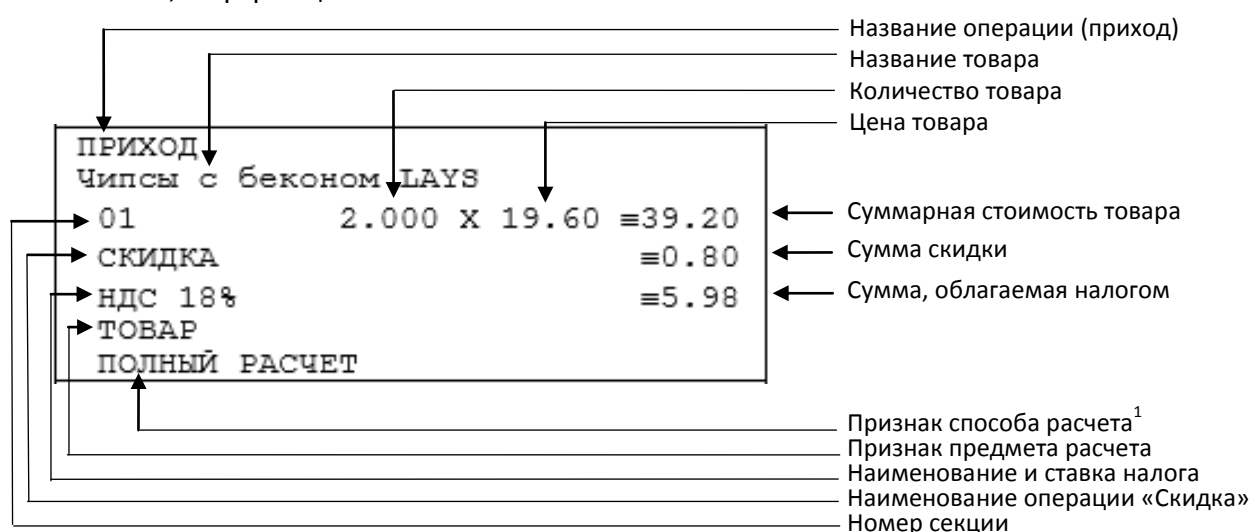 Название операции (приход)
Название товара
Количество товара
Цена товара
ПРИХОД
Чипсы с беконом LAYS
01 2.000 X 19.60 ≡39.20
Суммарная стоимость товара
СКИДКА ≡0.80
Сумма скидки
НДС 18% ≡5.98
Сумма, облагаемая налогом
ТОВАР
ПОЛНЫЙ РАСЧЕТ
Признак способа расчета¹
Признак предмета расчета
Наименование и ставка налога
Наименование операции «Скидка»
Номер секции